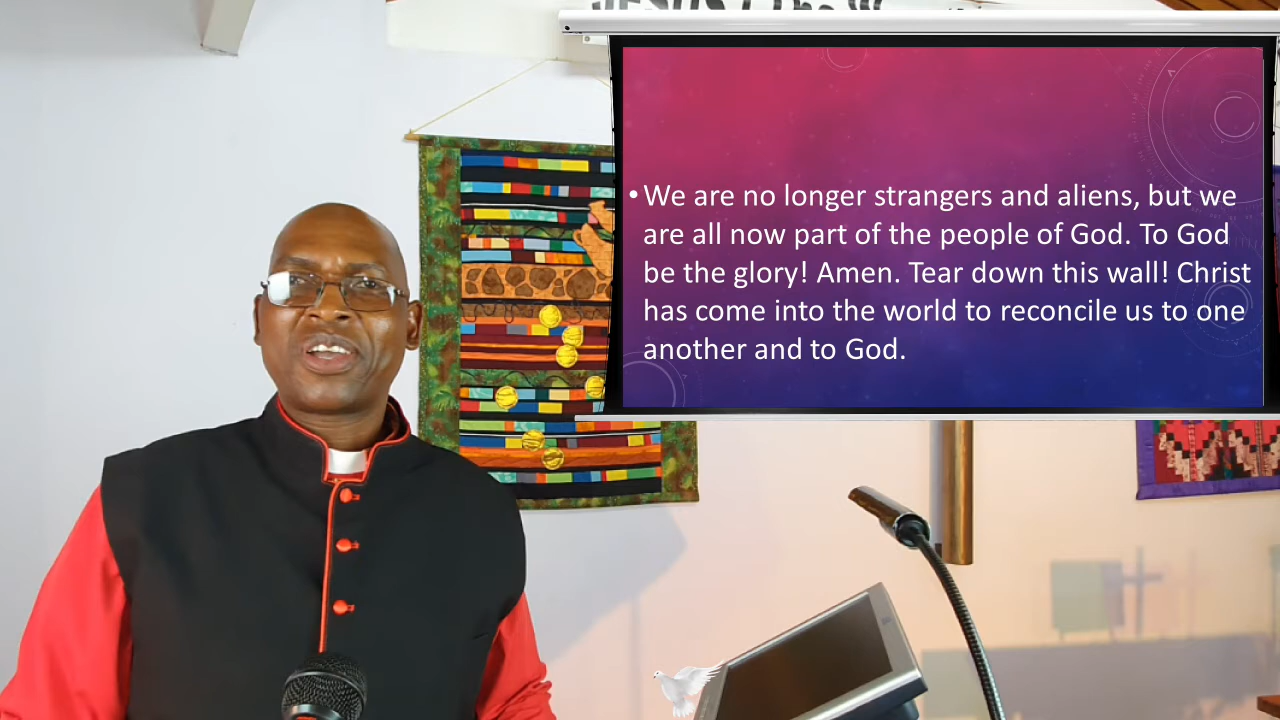 • We are no longer strangers and aliens, but we
are all now part of the people of God. To God
be the glory! Amen. Tear down this wall! Christ
has come into the world to reconcile us to one
another and to God.